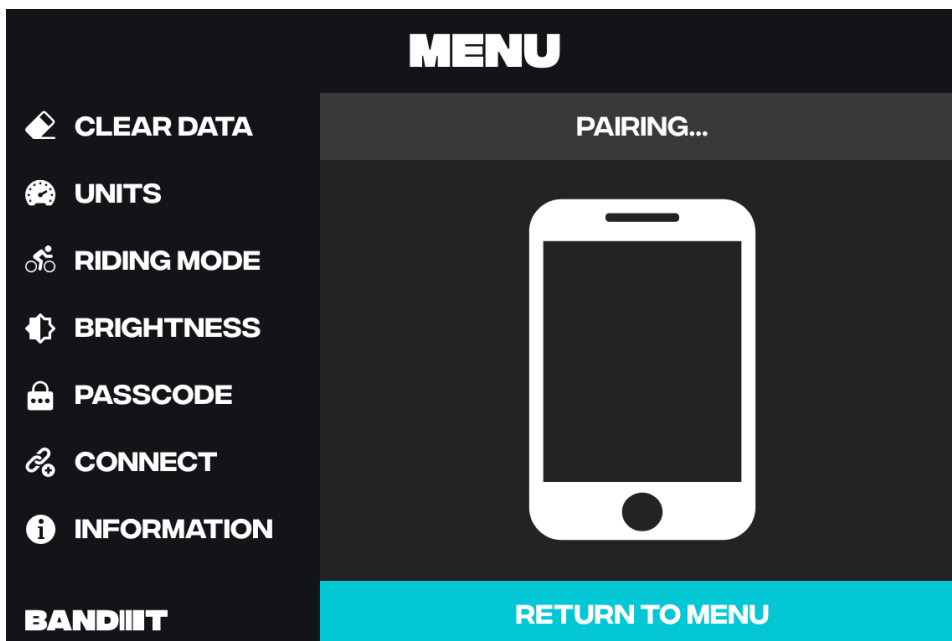 MENU
CLEAR DATA
UNITS
RIDING MODE
BRIGHTNESS
PASSCODE
CONNECT
INFORMATION
BANDIIIT
PAIRING...
RETURN TO MENU